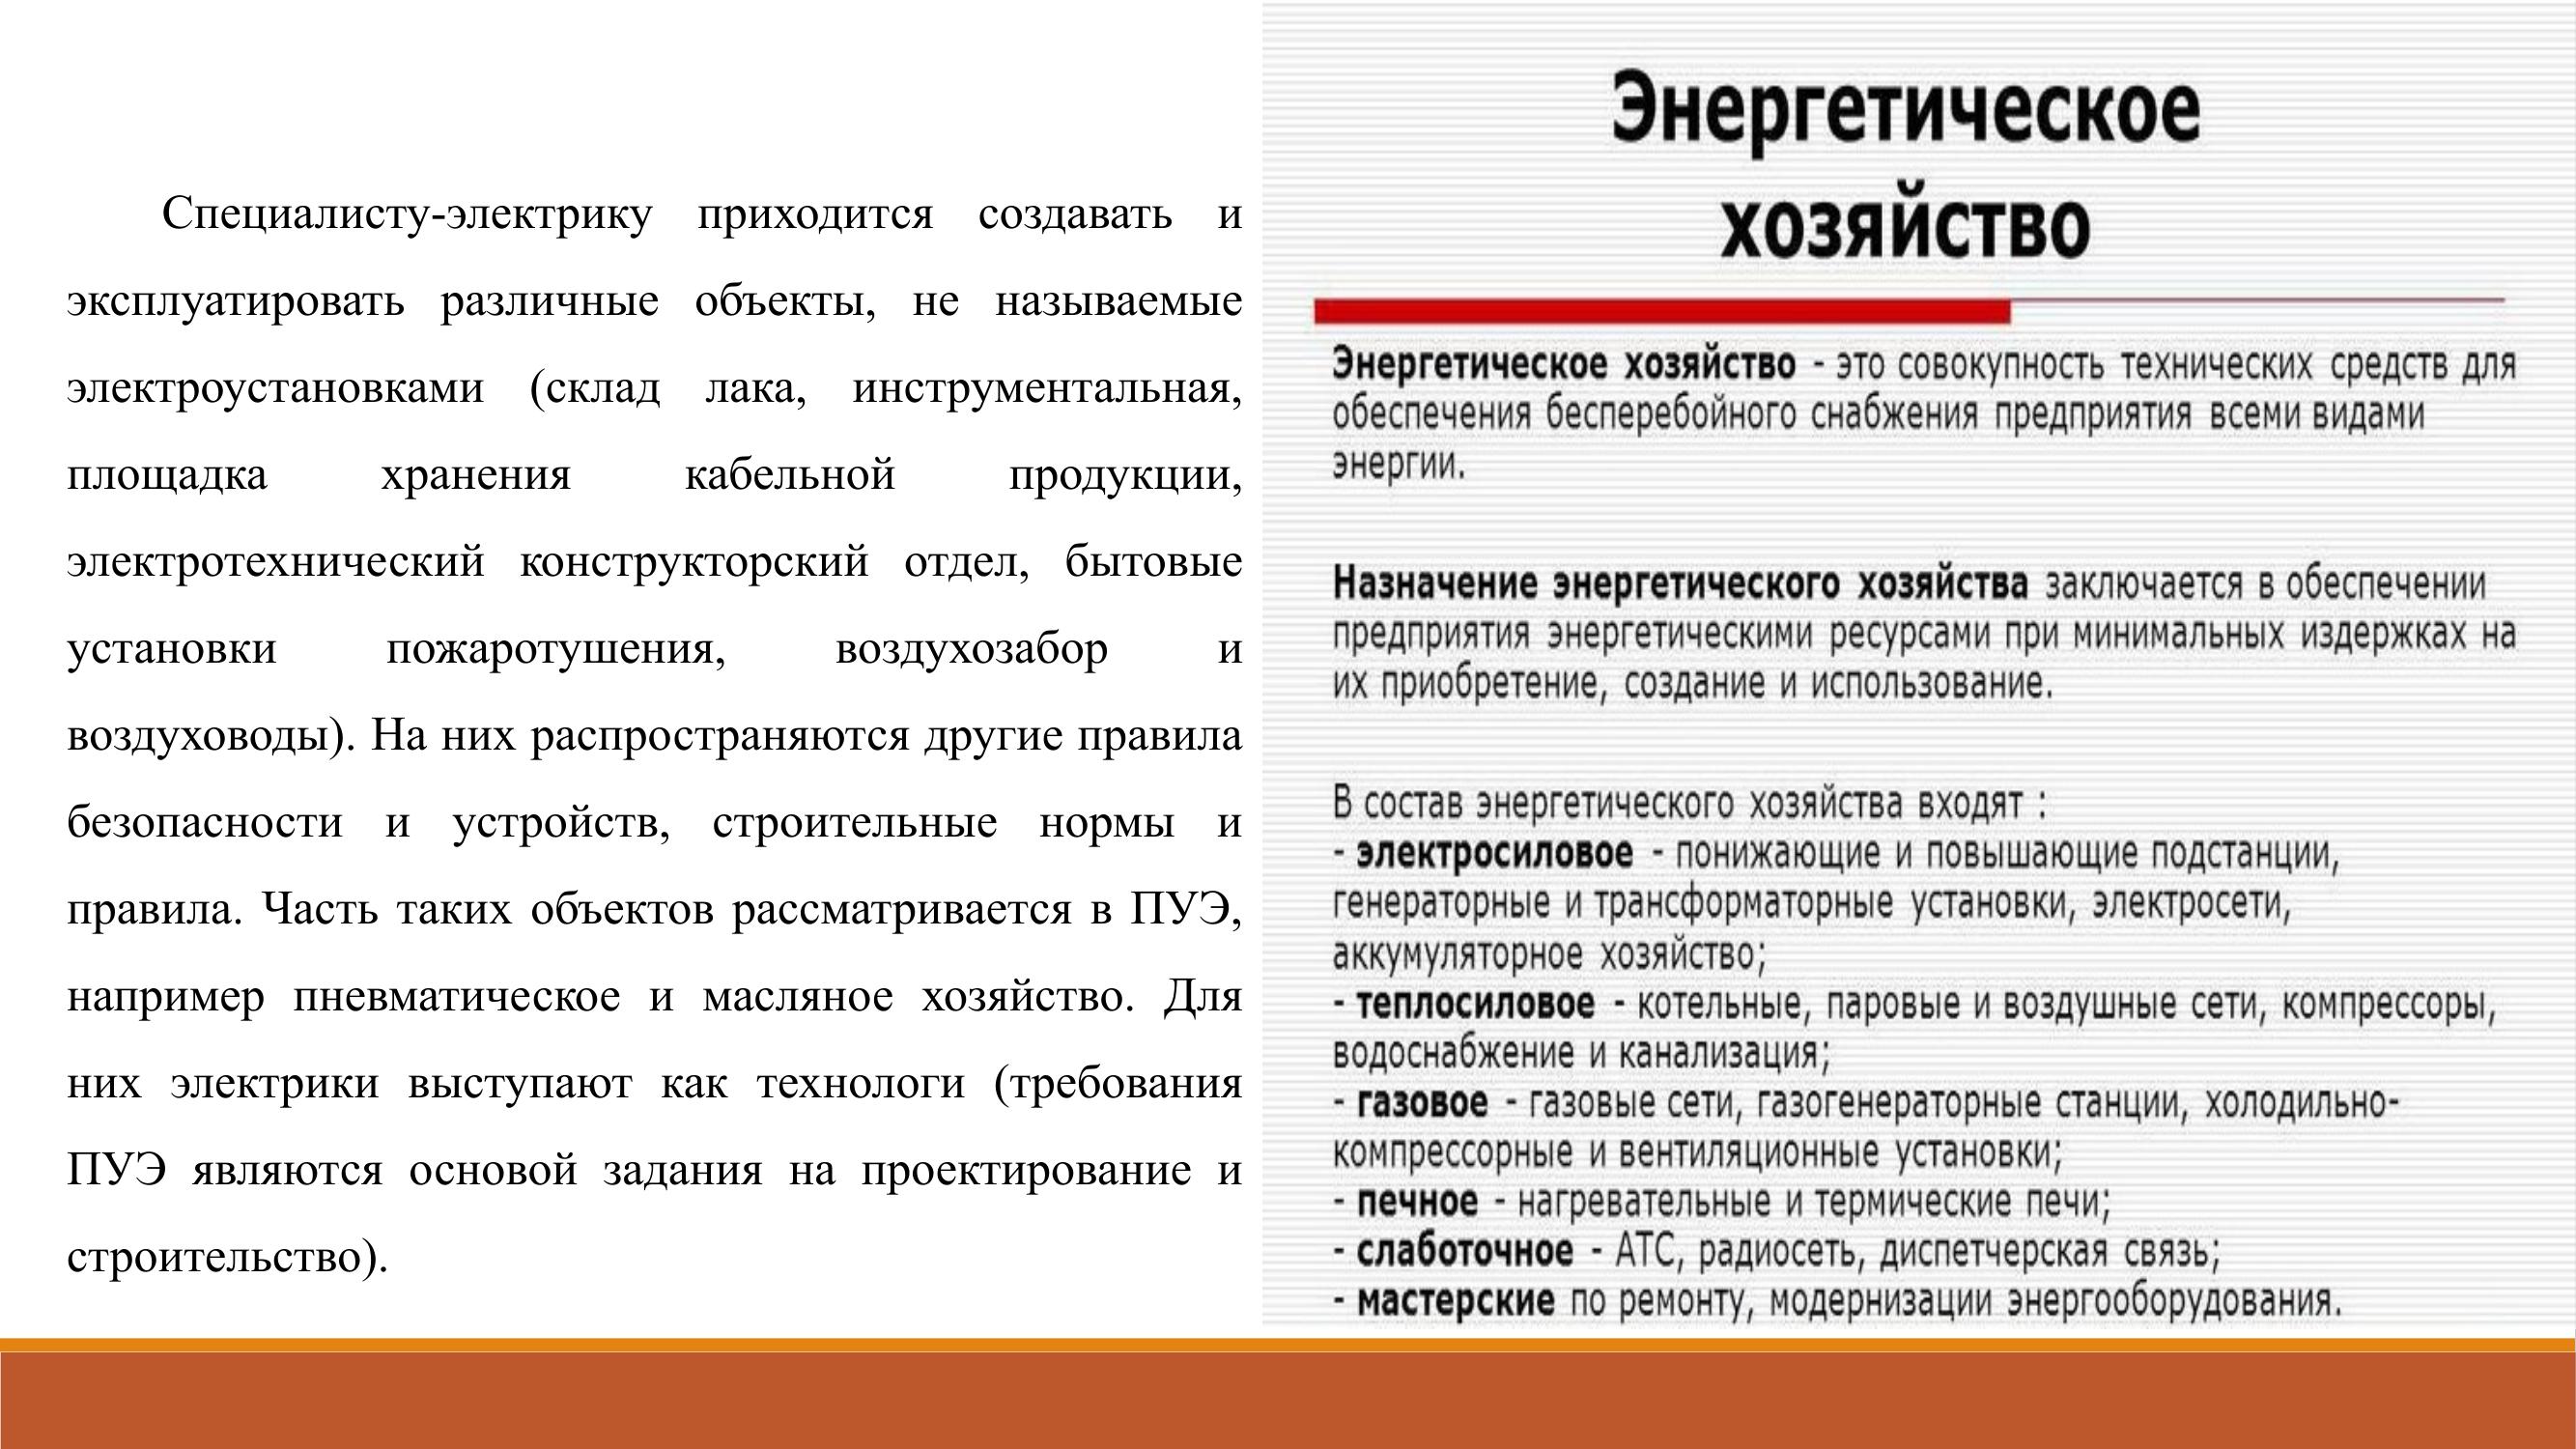 Специалисту-электрику приходится создавать и
эксплуатировать различные объекты, не называемые
электроустановками (склад лака, инструментальная,
площадка хранения кабельной продукции,
электротехнический конструкторский отдел, бытовые
установки пожаротушения, воздухозабор и
воздуховоды). На них распространяются другие правила
безопасности и устройств, строительные нормы и
правила. Часть таких объектов рассматривается в ПУЭ,
например пневматическое и масляное хозяйство. Для
них электрики выступают как технологи (требования
ПУЭ являются основой задания на проектирование и
строительство).
Энергетическое
хозяйство
Энергетическое хозяйство - это совокупность технических средств для
обеспечения бесперебойного снабжения предприятия всеми видами
энергии.
Назначение энергетического хозяйства заключается в обеспечении
предприятия энергетическими ресурсами при минимальных издержках на
их приобретение, создание и использование.
В состав энергетического хозяйства входят :
- электросиловое - понижающие и повышающие подстанции,
генераторные и трансформаторные установки, электросети,
аккумуляторное хозяйство;
- теплосиловое - котельные, паровые и воздушные сети, компрессоры,
водоснабжение и канализация;
- газовое - газовые сети, газогенераторные станции, холодильно-
компрессорные и вентиляционные установки;
- печное - нагревательные и термические печи;
- слаботочное - АТС, радиосеть, диспетчерская связь;
- мастерские по ремонту, модернизации энергооборудования.